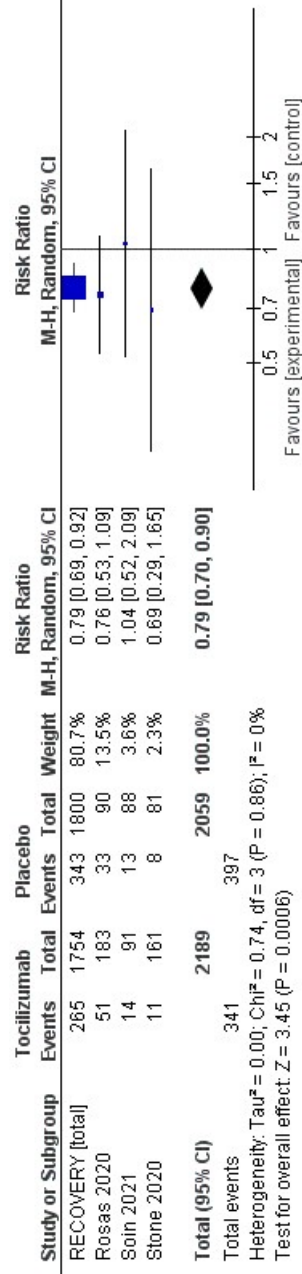 Tocilizumab Placebo Risk Ratio Risk Ratio
Study or Subgroup Events Total Events Total Weight M-H, Random, 95% CI M-H, Random, 95% CI
RECOVERY [total] 265 1754 343 1800 80.7% 0.79 [0.69, 0.92]
Rosas 2020 51 183 33 90 13.5% 0.76 [0.53, 1.09]
Soin 2021 14 91 13 88 3.6% 1.04 [0.52, 2.09]
Stone 2020 11 161 8 81 2.3% 0.69 [0.29, 1.65]
Total (95% CI) 2189 2059 100.0% 0.79 [0.70, 0.90]
Total events 341 397
Heterogeneity: Tau² = 0.00; Chi² = 0.74, df = 3 (P = 0.86); I² = 0%
Test for overall effect: Z = 3.45 (P = 0.0006)
0.5 0.7 1 1.5 2
Favours [experimental] Favours [control]